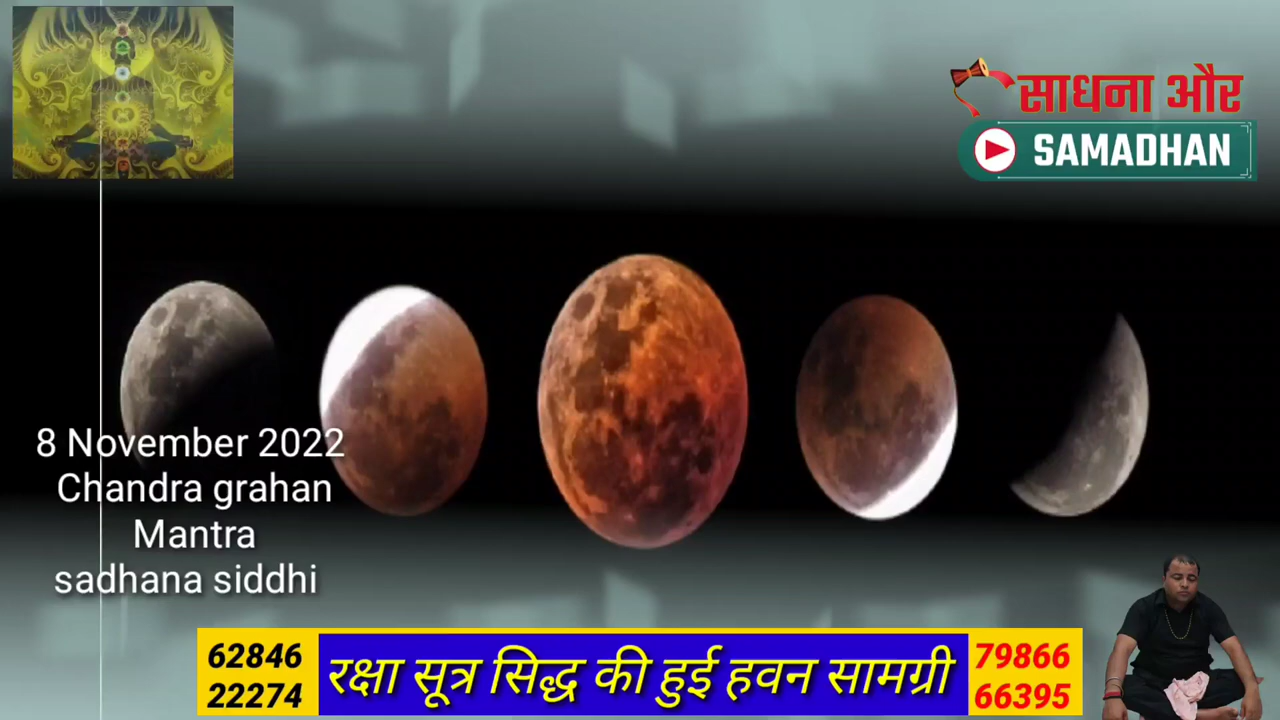 साधना और
SAMADHAN
8 November 2022
Chandra grahan
Mantra
sadhana siddhi
62846
22274
रक्षा सूत्र सिद्ध की हुई हवन सामग्री
79866
66395